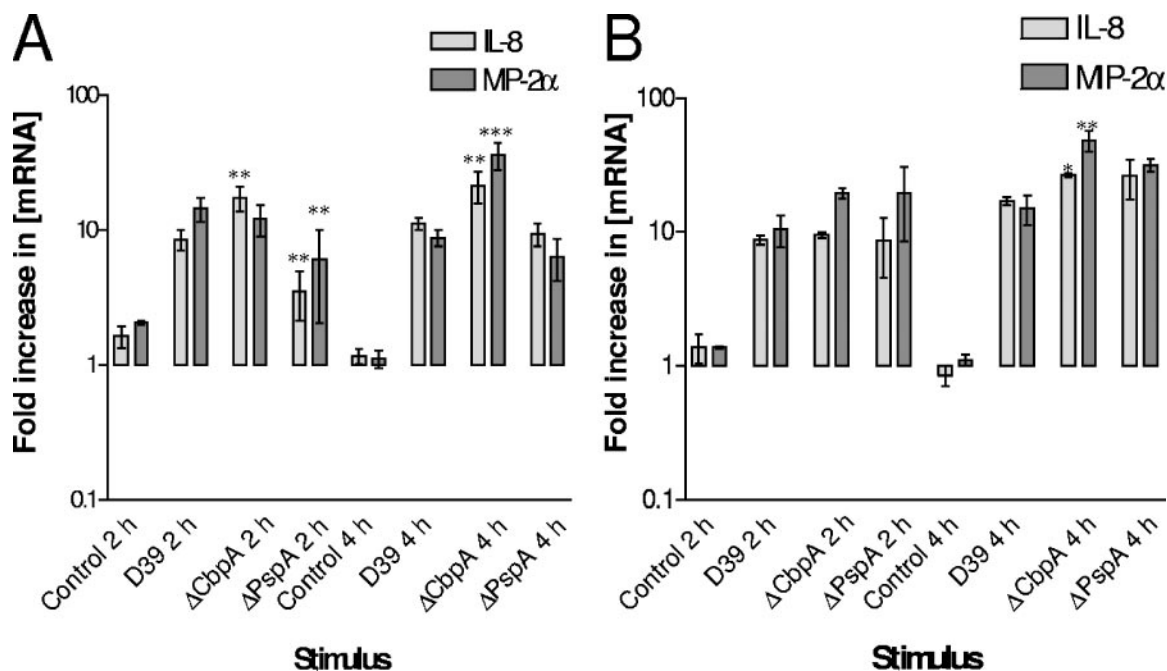 A
IL-8
MP-2α
Fold increase in [mRNA]
100
10
1
0.1
**
**
**
**
***
Control 2 h
D39 2 h
ΔCbpA 2 h
ΔPspA 2 h
Control 4 h
D39 4 h
ΔCbpA 4 h
ΔPspA 4 h
Stimulus
B
IL-8
MIP-2α
Fold increase in [mRNA]
100
10
1
0.1
*
**
Control 2 h
D39 2 h
ΔCbpA 2 h
ΔPspA 2 h
Control 4 h
D39 4 h
ΔCbpA 4 h
ΔPspA 4 h
Stimulus